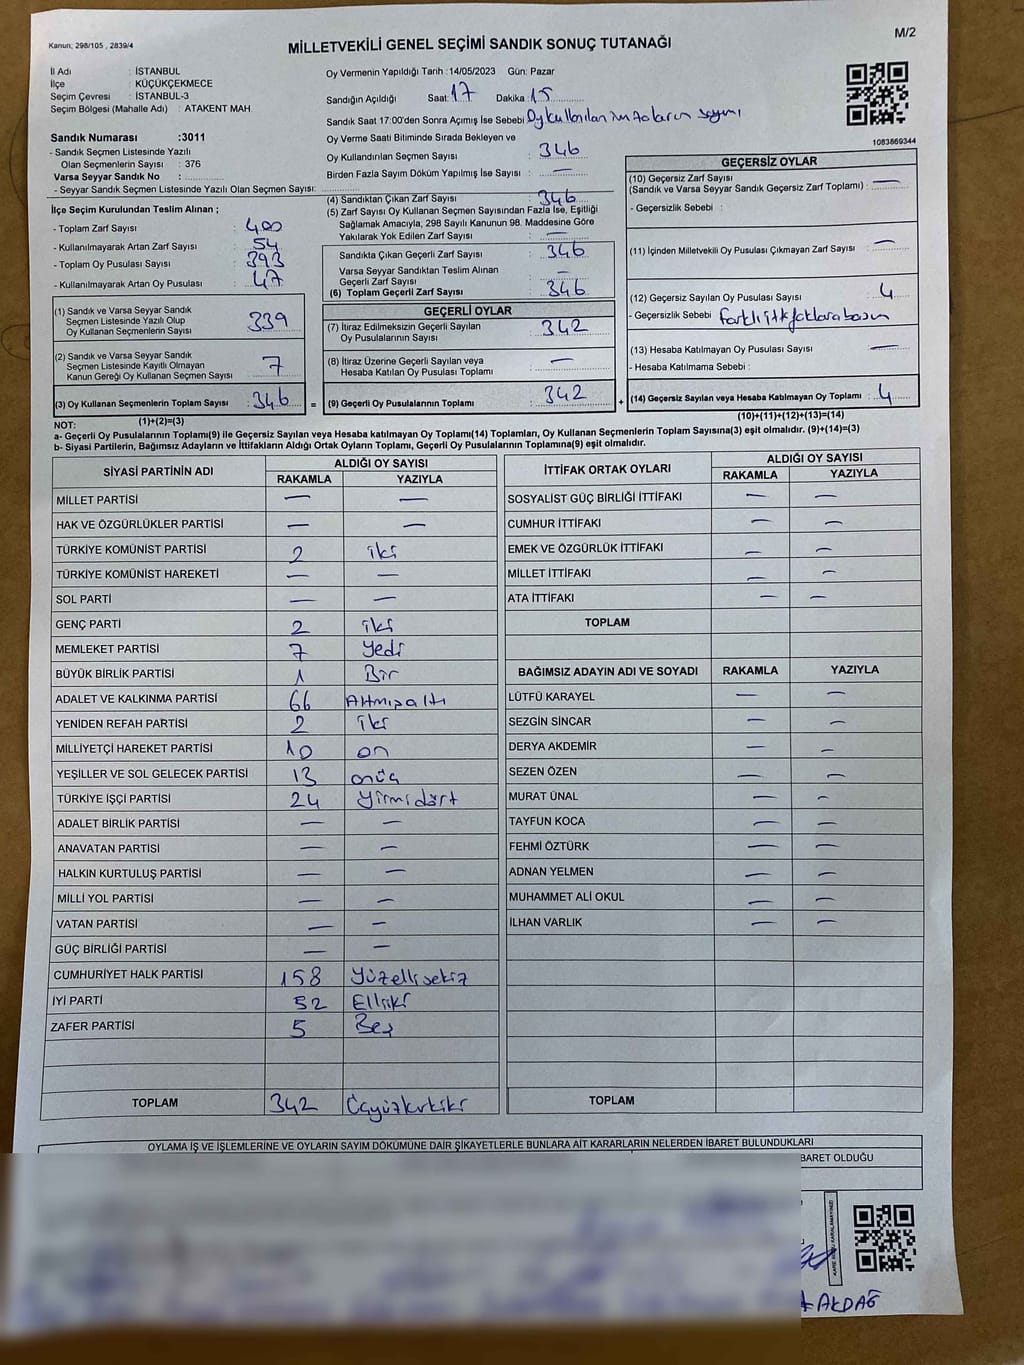 Kanun; 298/105 , 2839/4
M/2
MİLLETVEKİLİ GENEL SEÇİMİ SANDIK SONUÇ TUTANAĞI
İl Adı : İSTANBUL
İlçe : KÜÇÜKÇEKMECE
Seçim Çevresi : İSTANBUL-3
Seçim Bölgesi (Mahalle Adı) : ATAKENT MAH.
Sandık Numarası :3011
- Sandık Seçmen Listesinde Yazılı
Olan Seçmenlerin Sayısı : 376
Varsa Seyyar Sandık No :
- Seyyar Sandık Seçmen Listesinde Yazılı Olan Seçmen Sayısı:
Oy Vermenin Yapıldığı Tarih :14/05/2023 Gün: Pazar
Sandığın Açıldığı Saat: 17 Dakika : 15
Sandık Saat 17:00'den Sonra Açımış İse Sebebi
Oy Verme Saati Bitiminde Sırada Bekleyen ve
Oy Kullandırılan Seçmen Sayısı : 346
Birden Fazla Sayım Döküm Yapılmış İse Sayısı : —
1083869344
İlçe Seçim Kurulundan Teslim Alınan ;
- Toplam Zarf Sayısı : 400
- Kullanılmayarak Artan Zarf Sayısı : 54
- Toplam Oy Pusulası Sayısı : 393
- Kullanılmayarak Artan Oy Pusulası : 47
(1) Sandık ve Varsa Seyyar Sandık
Seçmen Listesinde Yazılı Olup
Oy Kullanan Seçmenlerin Sayısı : 339
(2) Sandık ve Varsa Seyyar Sandık
Seçmen Listesinde Kayıtlı Olmayan
Kanun Gereği Oy Kullanan Seçmen Sayısı : 7
(3) Oy Kullanan Seçmenlerin Toplam Sayısı : 346
(1)+(2)=(3)
(4) Sandıktan Çıkan Zarf Sayısı : 346
(5) Zarf Sayısı Oy Kullanan Seçmen Sayısından Fazla İse, Eşitliği
Sağlamak Amacıyla, 298 Sayılı Kanunun 98. Maddesine Göre
Yakılarak Yok Edilen Zarf Sayısı : —
Sandıkta Çıkan Geçerli Zarf Sayısı : 346
Varsa Seyyar Sandıktan Teslim Alınan
Geçerli Zarf Sayısı : —
(6) Toplam Geçerli Zarf Sayısı : 346
GEÇERLİ OYLAR
(7) İtiraz Edilmeksizin Geçerli Sayılan
Oy Pusulalarının Sayısı : 342
(8) İtiraz Üzerine Geçerli Sayılan veya
Hesaba Katılan Oy Pusulası Toplamı : —
= (9) Geçerli Oy Pusulalarının Toplamı : 342
GEÇERSİZ OYLAR
(10) Geçersiz Zarf Sayısı : —
(Sandık ve Varsa Seyyar Sandık Geçersiz Zarf Toplamı)
- Geçersizlik Sebebi :
(11) İçinden Milletvekili Oy Pusulası Çıkmayan Zarf Sayısı : —
(12) Geçersiz Sayılan Oy Pusulası Sayısı : 4
- Geçersizlik Sebebi
(13) Hesaba Katılmayan Oy Pusulası Sayısı : —
- Hesaba Katılmama Sebebi :
+ (14) Geçersiz Sayılan veya Hesaba Katılmayan Oy Toplamı : 4
(10)+(11)+(12)+(13)=(14)
NOT:
a- Geçerli Oy Pusulalarının Toplamı(9) ile Geçersiz Sayılan veya Hesaba katılmayan Oy Toplamı(14) Toplamları, Oy Kullanan Seçmenlerin Toplam Sayısına(3) eşit olmalıdır. (9)+(14)=(3)
b- Siyasi Partilerin, Bağımsız Adayların ve İttifakların Aldığı Ortak Oyların Toplamı, Geçerli Oy Pusulalarının Toplamına(9) eşit olmalıdır.
SİYASİ PARTİNİN ADI ALDIĞI OY SAYISI
RAKAMLA YAZIYLA
MİLLET PARTİSİ — —
HAK VE ÖZGÜRLÜKLER PARTİSİ — —
TÜRKİYE KOMÜNİST PARTİSİ 2 iki
TÜRKİYE KOMÜNİST HAREKETİ — —
SOL PARTİ — —
GENÇ PARTİ 2 iki
MEMLEKET PARTİSİ 7 Yedi
BÜYÜK BİRLİK PARTİSİ 1 Bir
ADALET VE KALKINMA PARTİSİ 66 Altmışaltı
YENİDEN REFAH PARTİSİ 2 iki
MİLLİYETÇİ HAREKET PARTİSİ 10 on
YEŞİLLER VE SOL GELECEK PARTİSİ 13 onüç
TÜRKİYE İŞÇİ PARTİSİ 24 Yirmidört
ADALET BİRLİK PARTİSİ — —
ANAVATAN PARTİSİ — —
HALKIN KURTULUŞ PARTİSİ — —
MİLLİ YOL PARTİSİ — —
VATAN PARTİSİ — —
GÜÇ BİRLİĞİ PARTİSİ — —
CUMHURİYET HALK PARTİSİ 158 Yüzellisekiz
İYİ PARTİ 52 Elliiki
ZAFER PARTİSİ 5 Beş
TOPLAM 342 Üçyüzkırkiki
İTTİFAK ORTAK OYLARI ALDIĞI OY SAYISI
RAKAMLA YAZIYLA
SOSYALİST GÜÇ BİRLİĞİ İTTİFAKI — —
CUMHUR İTTİFAKI — —
EMEK VE ÖZGÜRLÜK İTTİFAKI — —
MİLLET İTTİFAKI — —
ATA İTTİFAKI — —
TOPLAM
BAĞIMSIZ ADAYIN ADI VE SOYADI RAKAMLA YAZIYLA
LÜTFÜ KARAYEL — —
SEZGİN SİNCAR — —
DERYA AKDEMİR — —
SEZEN ÖZEN — —
MURAT ÜNAL — —
TAYFUN KOCA — —
FEHMİ ÖZTÜRK — —
ADNAN YELMEN — —
MUHAMMET ALİ OKUL — —
İLHAN VARLIK — —
TOPLAM
OYLAMA İŞ VE İŞLEMLERİNE VE OYLARIN SAYIM DÖKÜMÜNE DAİR ŞİKAYETLERLE BUNLARA AİT KARARLARIN NELERDEN İBARET BULUNDUKLARI
BARET OLDUĞU
AKDAĞ